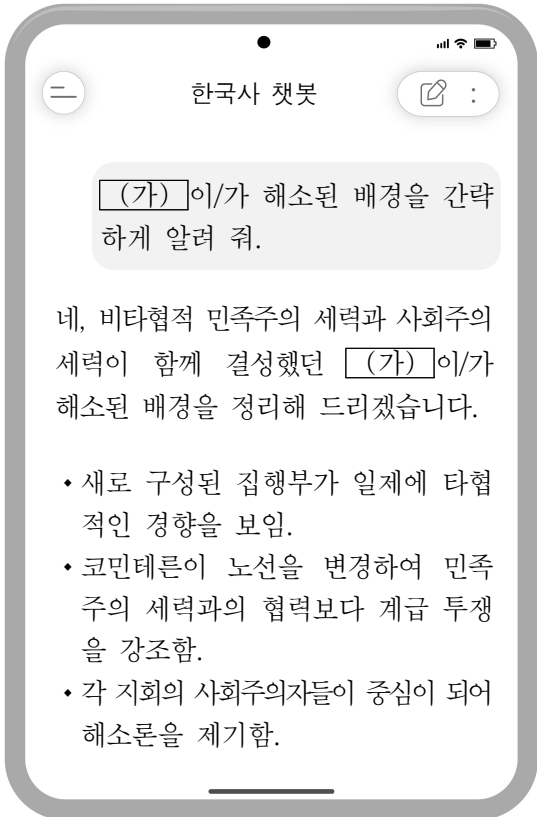 한국사 챗봇
(가) 이/가 해소된 배경을 간략
하게 알려 줘.
네, 비타협적 민족주의 세력과 사회주의
세력이 함께 결성했던 (가) 이/가
해소된 배경을 정리해 드리겠습니다.
• 새로 구성된 집행부가 일제에 타협
적인 경향을 보임.
• 코민테른이 노선을 변경하여 민족
주의 세력과의 협력보다 계급 투쟁
을 강조함.
• 각 지회의 사회주의자들이 중심이 되어
해소론을 제기함.